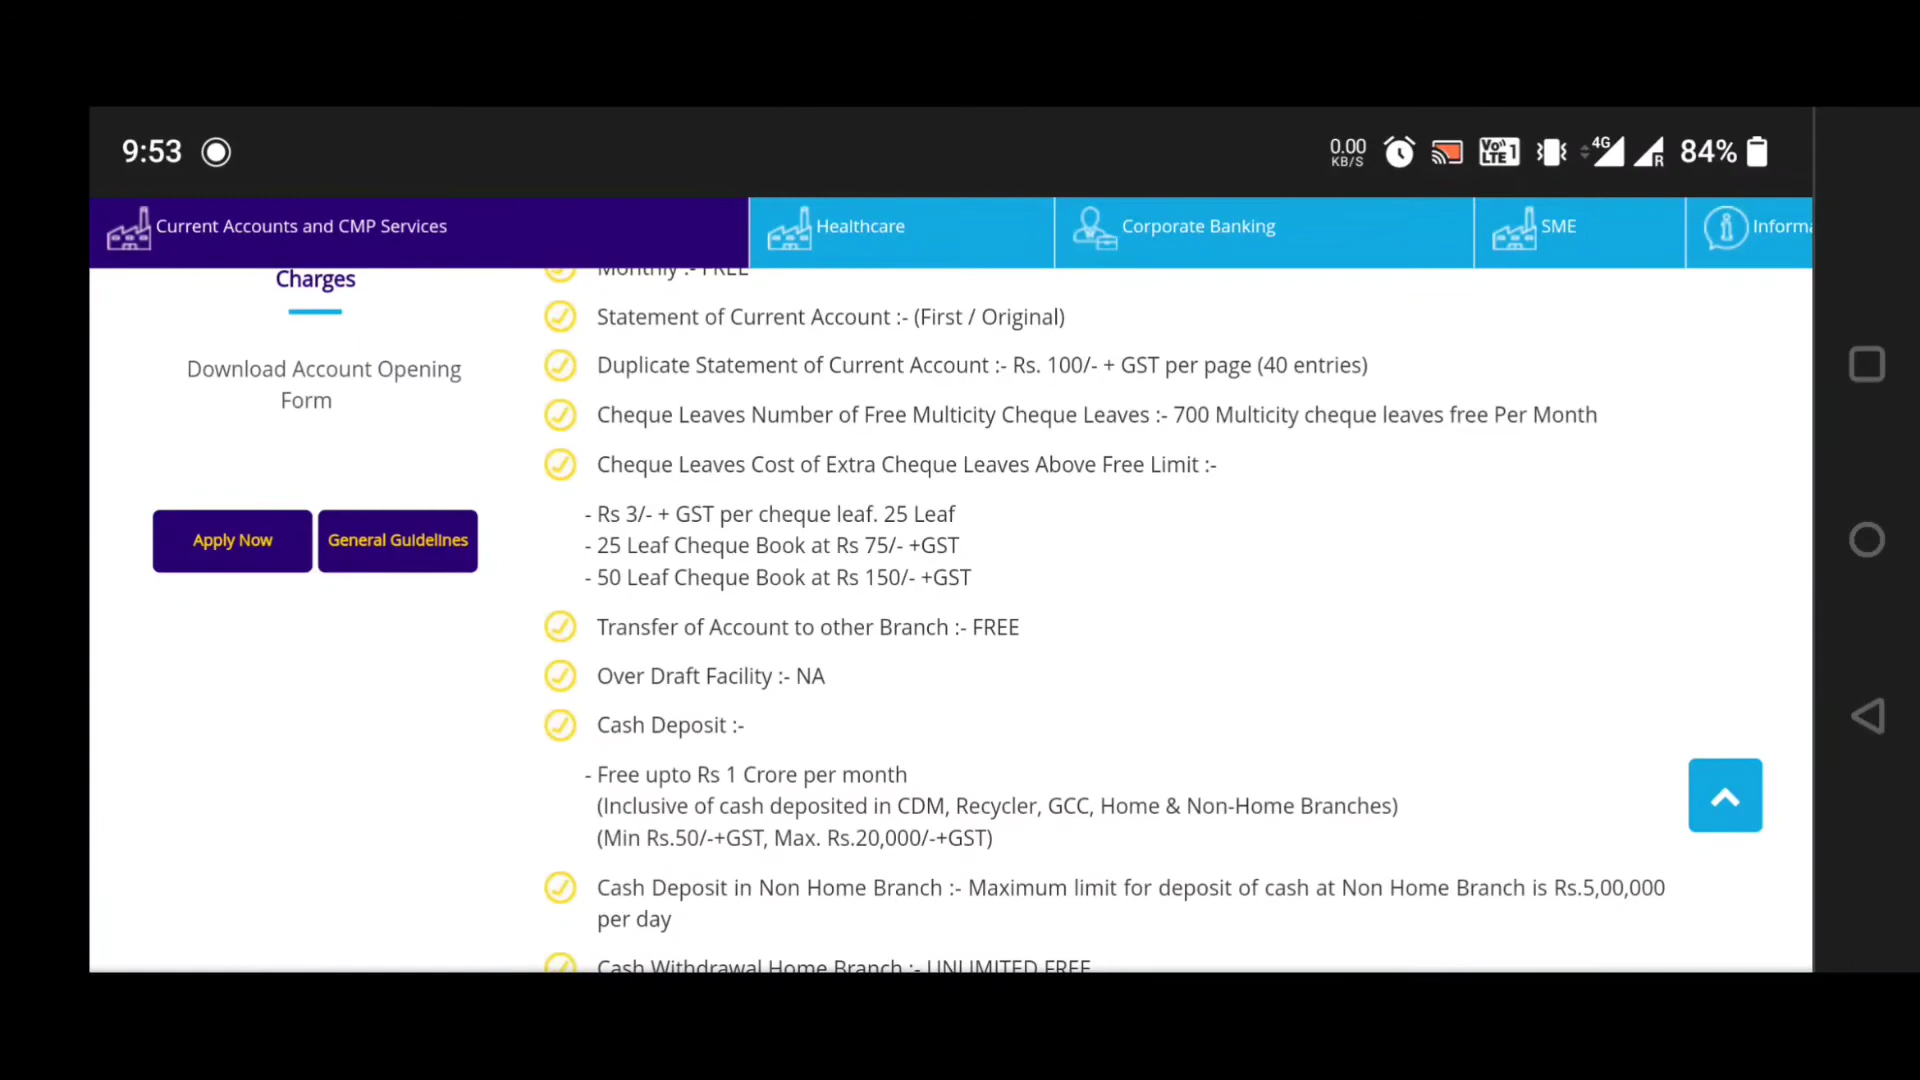 9:53
0.00
KB/S
Vo)) 1
LTE
4G
R
84%
Current Accounts and CMP Services
Healthcare
Corporate Banking
SME
Informa
Charges
Download Account Opening
Form
Apply Now
General Guidelines
Monthly :- FREE
Statement of Current Account :- (First / Original)
Duplicate Statement of Current Account :- Rs. 100/- + GST per page (40 entries)
Cheque Leaves Number of Free Multicity Cheque Leaves :- 700 Multicity cheque leaves free Per Month
Cheque Leaves Cost of Extra Cheque Leaves Above Free Limit :-
- Rs 3/- + GST per cheque leaf. 25 Leaf
- 25 Leaf Cheque Book at Rs 75/- +GST
- 50 Leaf Cheque Book at Rs 150/- +GST
Transfer of Account to other Branch :- FREE
Over Draft Facility :- NA
Cash Deposit :-
- Free upto Rs 1 Crore per month
(Inclusive of cash deposited in CDM, Recycler, GCC, Home & Non-Home Branches)
(Min Rs.50/-+GST, Max. Rs.20,000/-+GST)
Cash Deposit in Non Home Branch :- Maximum limit for deposit of cash at Non Home Branch is Rs.5,00,000
per day
Cash Withdrawal Home Branch :- UNLIMITED FREE